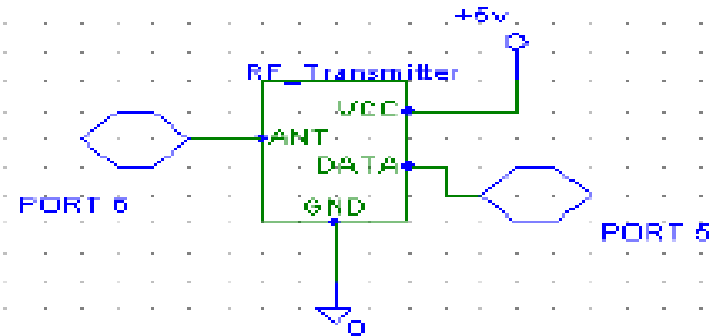 +5v
RF_Transmitter
VCC
ANT
DATA
GND
PORT 6
PORT 5
0